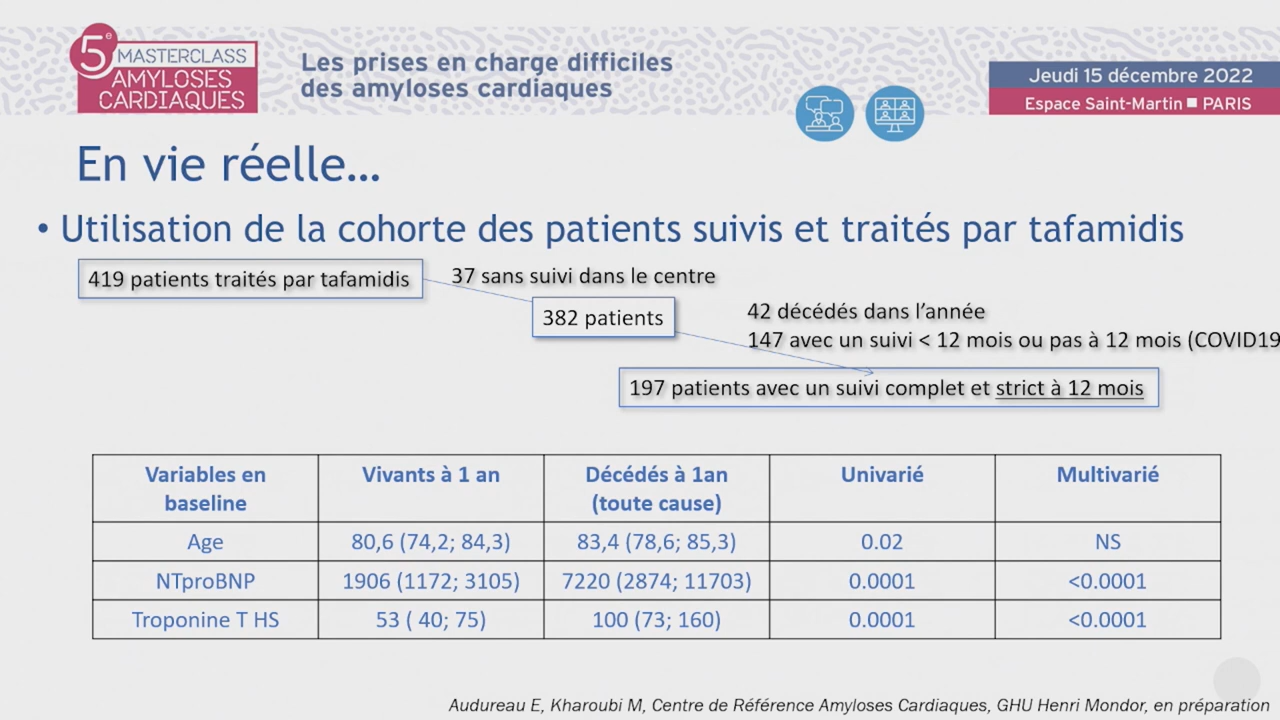 5e MASTERCLASS
AMYLOSES
CARDIAQUES
Les prises en charge difficiles
des amyloses cardiaques
Jeudi 15 décembre 2022
Espace Saint-Martin ■ PARIS
En vie réelle...
• Utilisation de la cohorte des patients suivis et traités par tafamidis
419 patients traités par tafamidis
37 sans suivi dans le centre
382 patients
42 décédés dans l'année
147 avec un suivi < 12 mois ou pas à 12 mois (COVID19
197 patients avec un suivi complet et strict à 12 mois
Variables en baseline | Vivants à 1 an | Décédés à 1an (toute cause) | Univarié | Multivarié
Age | 80,6 (74,2; 84,3) | 83,4 (78,6; 85,3) | 0.02 | NS
NTproBNP | 1906 (1172; 3105) | 7220 (2874; 11703) | 0.0001 | <0.0001
Troponine T HS | 53 ( 40; 75) | 100 (73; 160) | 0.0001 | <0.0001
Audureau E, Kharoubi M, Centre de Référence Amyloses Cardiaques, GHU Henri Mondor, en préparation